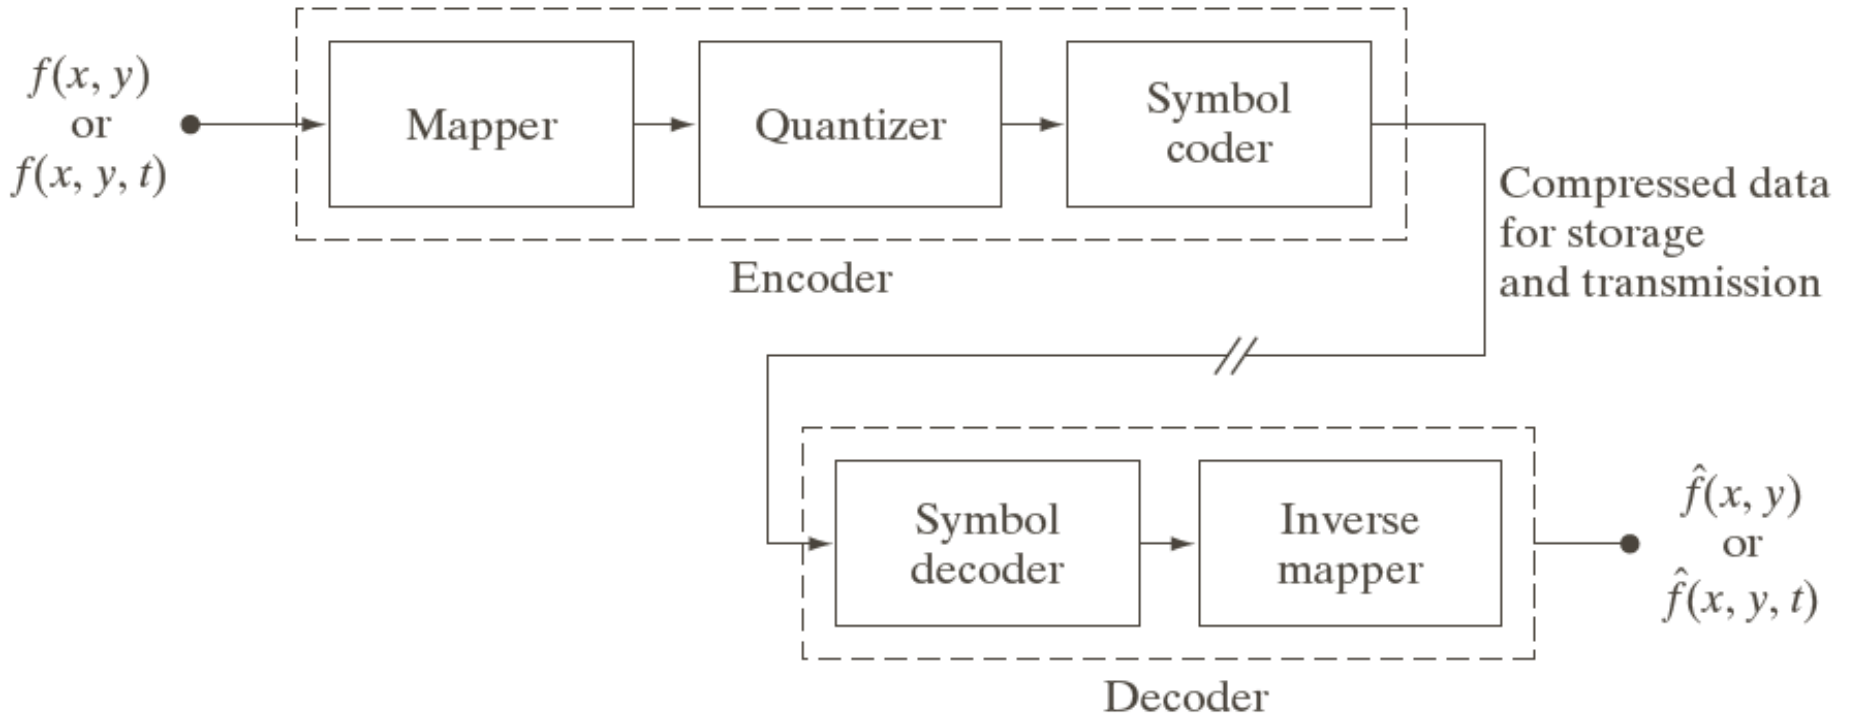 f(x, y)
or
f(x, y, t)
Mapper
Quantizer
Symbol
coder
Encoder
Compressed data
for storage
and transmission
Symbol
decoder
Inverse
mapper
Decoder
f̂(x, y)
or
f̂(x, y, t)